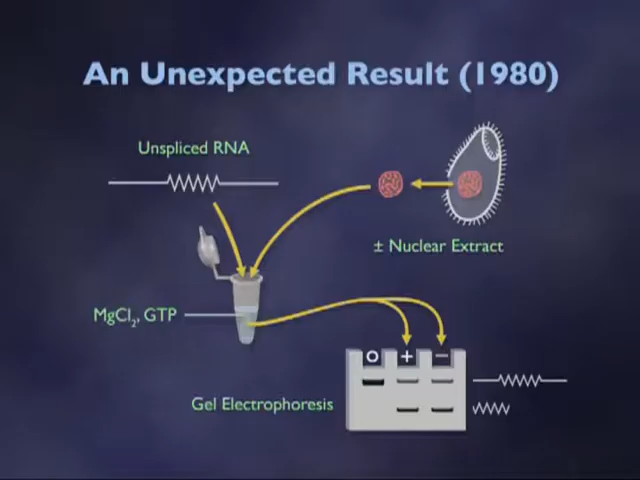 An Unexpected Result (1980)
Unspliced RNA
± Nuclear Extract
MgCl₂, GTP
O + −
Gel Electrophoresis